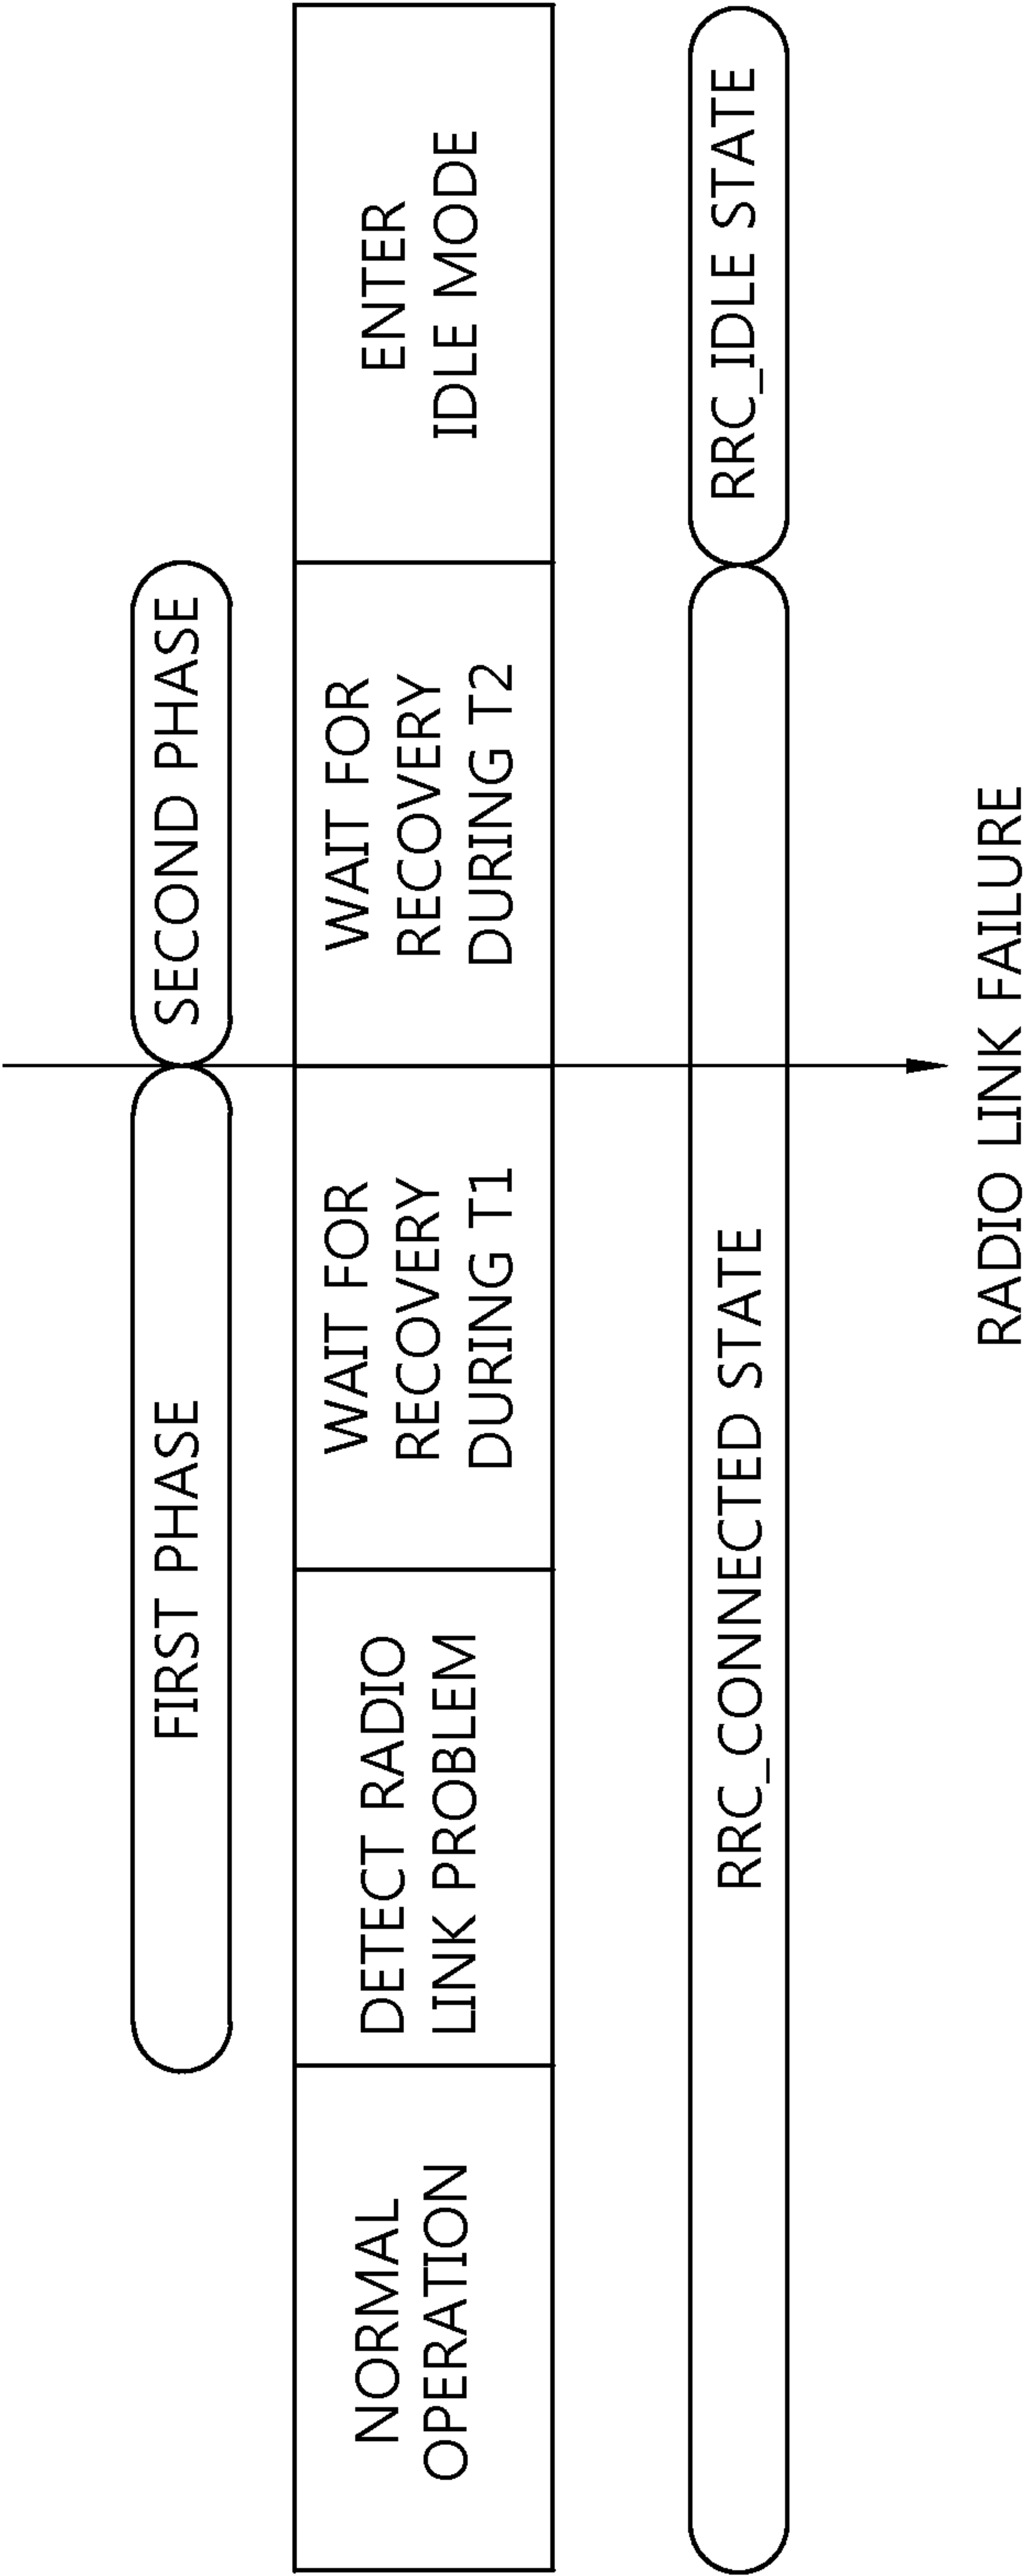 FIRST PHASE
SECOND PHASE
NORMAL
OPERATION
DETECT RADIO
LINK PROBLEM
WAIT FOR
RECOVERY
DURING T1
WAIT FOR
RECOVERY
DURING T2
ENTER
IDLE MODE
RRC_CONNECTED STATE
RRC_IDLE STATE
RADIO LINK FAILURE